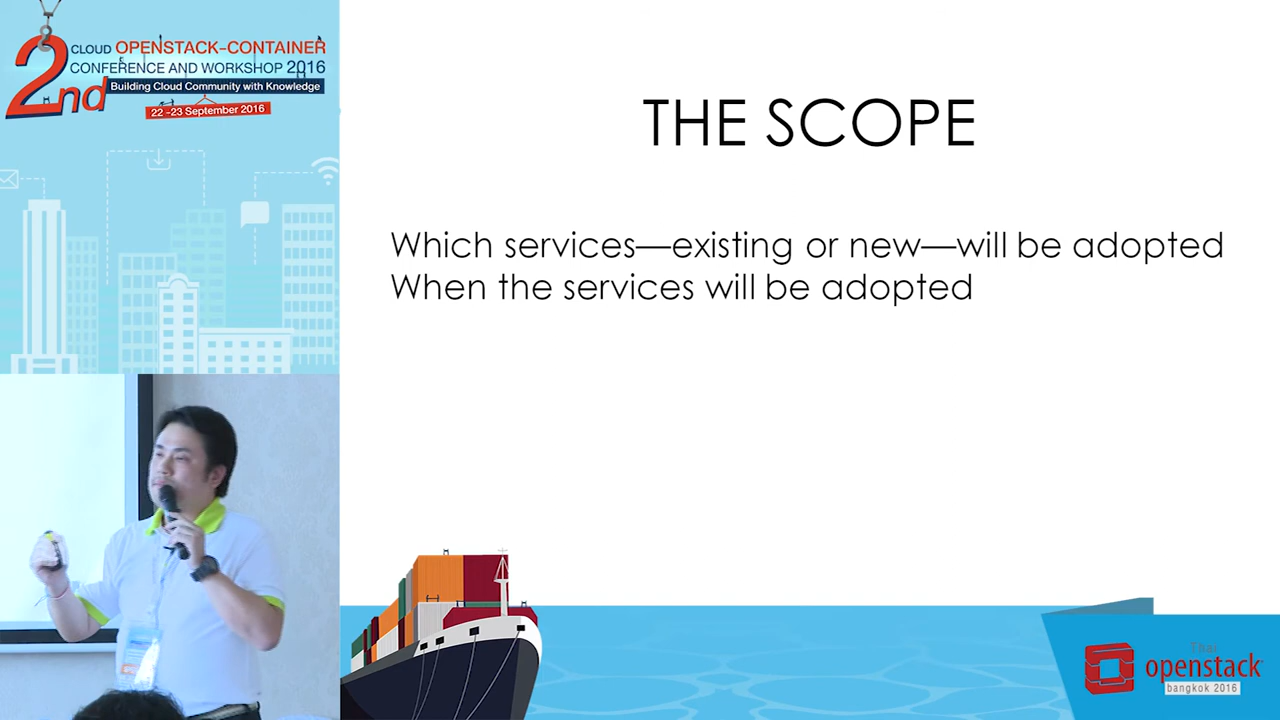 2nd
CLOUD OPENSTACK-CONTAINER
CONFERENCE AND WORKSHOP 2016
Building Cloud Community with Knowledge
22 -23 September 2016
THE SCOPE
Which services—existing or new—will be adopted
When the services will be adopted
Thai
openstack
bangkok 2016